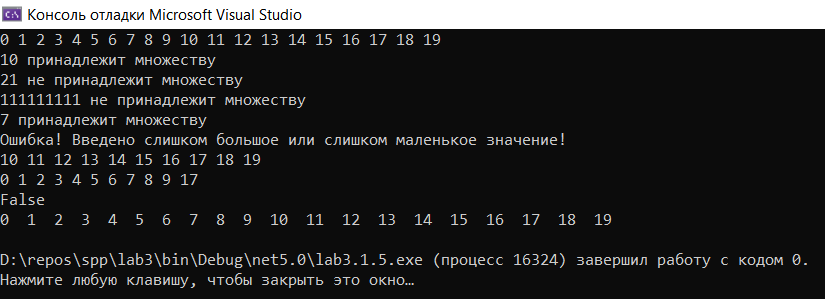 Консоль отладки Microsoft Visual Studio
0 1 2 3 4 5 6 7 8 9 10 11 12 13 14 15 16 17 18 19
10 принадлежит множеству
21 не принадлежит множеству
111111111 не принадлежит множеству
7 принадлежит множеству
Ошибка! Введено слишком большое или слишком маленькое значение!
10 11 12 13 14 15 16 17 18 19
0 1 2 3 4 5 6 7 8 9 17
False
0  1  2  3  4  5  6  7  8  9  10  11  12  13  14  15  16  17  18  19
D:\repos\spp\lab3\bin\Debug\net5.0\lab3.1.5.exe (процесс 16324) завершил работу с кодом 0.
Нажмите любую клавишу, чтобы закрыть это окно…